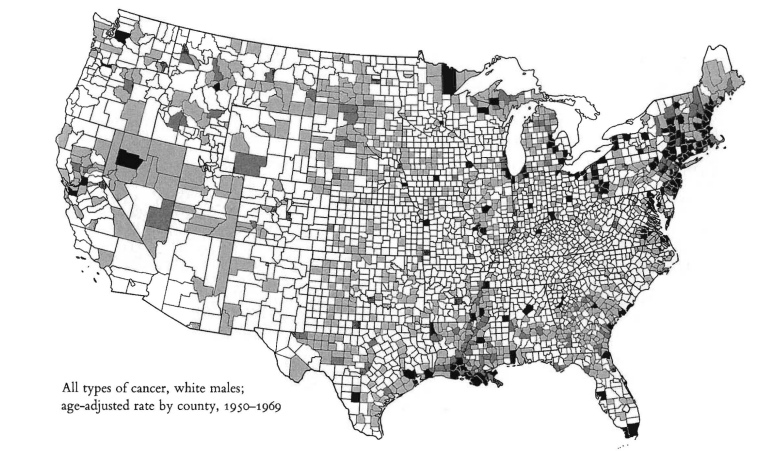 All types of cancer, white males;
age-adjusted rate by county, 1950–1969